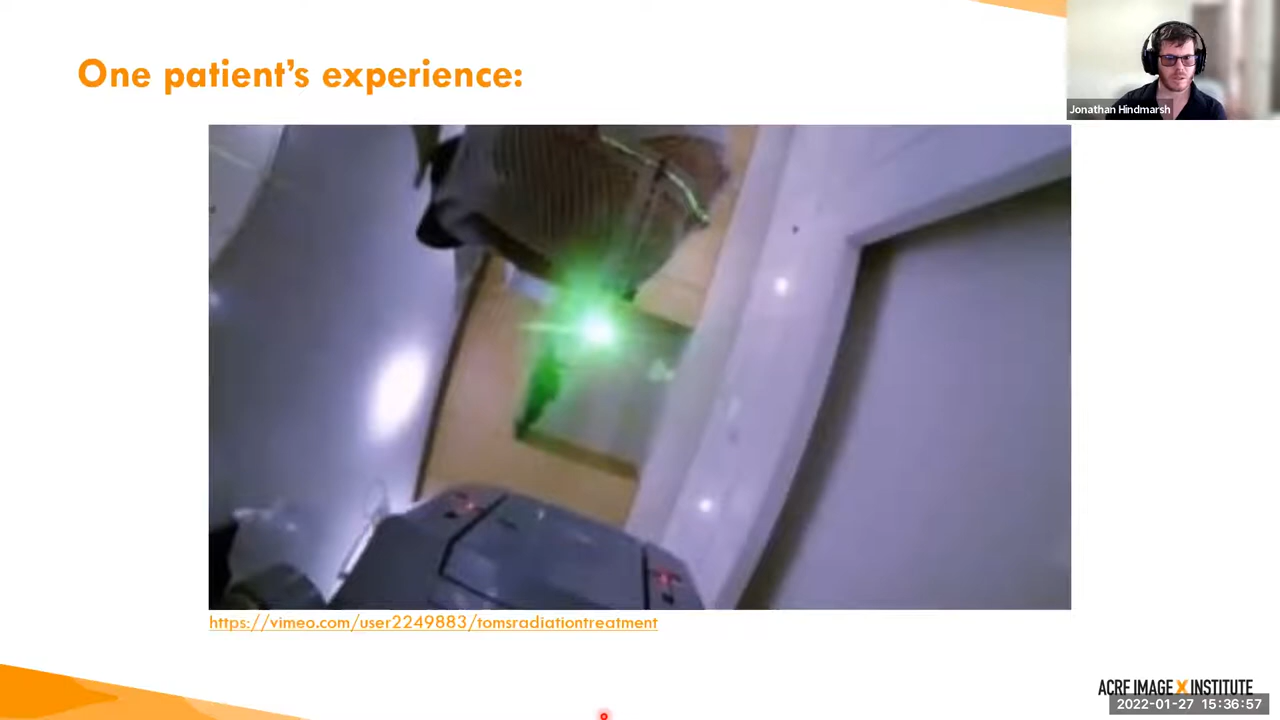 One patient's experience:
Jonathan Hindmarsh
https://vimeo.com/user2249883/tomsradiationtreatment
ACRF IMAGE X INSTITUTE
2022-01-27 15:36:57